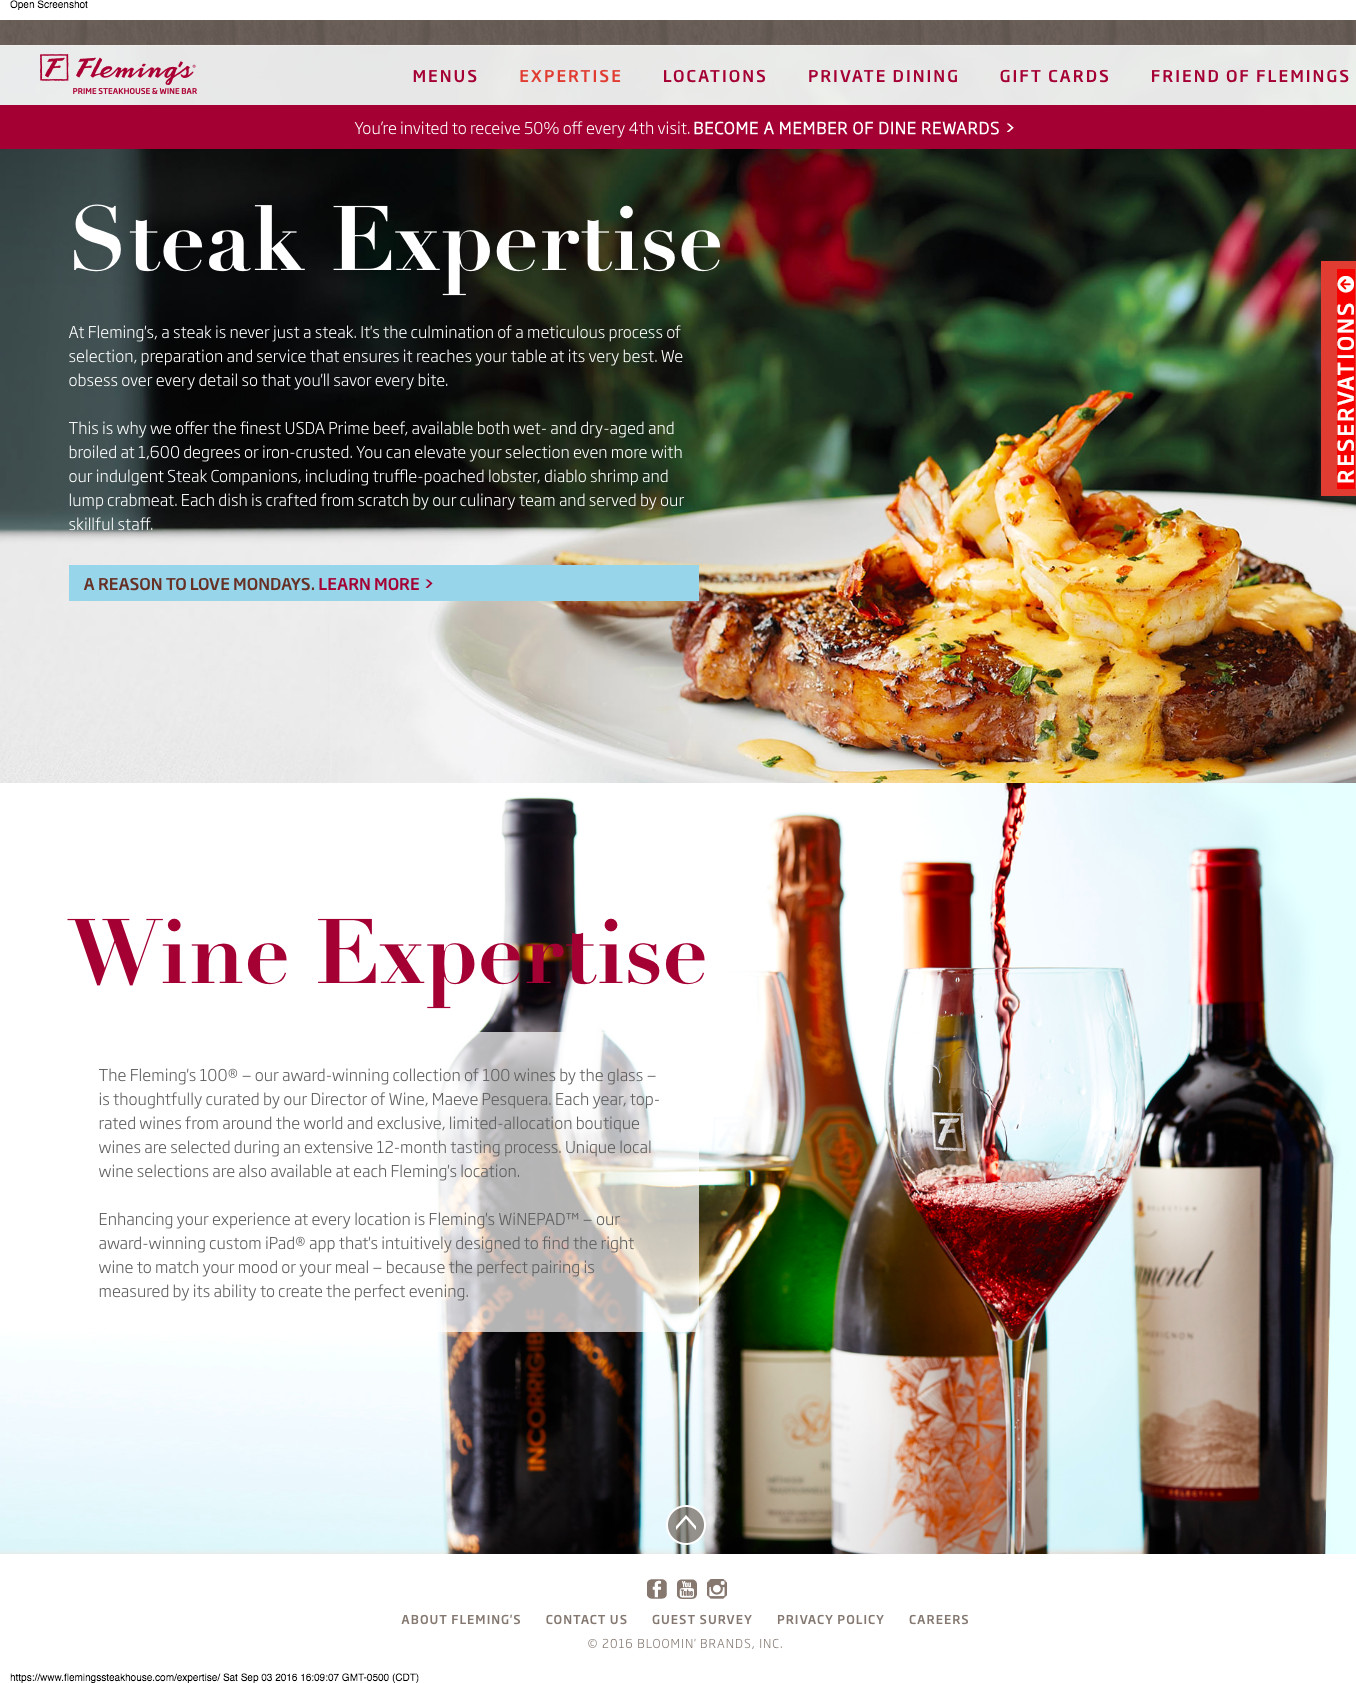 Open Screenshot
F Fleming's
PRIME STEAKHOUSE & WINE BAR
MENUS EXPERTISE LOCATIONS PRIVATE DINING GIFT CARDS FRIEND OF FLEMINGS
You're invited to receive 50% off every 4th visit. BECOME A MEMBER OF DINE REWARDS >
Steak Expertise
RESERVATIONS
At Fleming's, a steak is never just a steak. It's the culmination of a meticulous process of
selection, preparation and service that ensures it reaches your table at its very best. We
obsess over every detail so that you'll savor every bite.
This is why we offer the finest USDA Prime beef, available both wet- and dry-aged and
broiled at 1,600 degrees or iron-crusted. You can elevate your selection even more with
our indulgent Steak Companions, including truffle-poached lobster, diablo shrimp and
lump crabmeat. Each dish is crafted from scratch by our culinary team and served by our
skillful staff.
A REASON TO LOVE MONDAYS. LEARN MORE >
Wine Expertise
The Fleming's 100® – our award-winning collection of 100 wines by the glass –
is thoughtfully curated by our Director of Wine, Maeve Pesquera. Each year, top-
rated wines from around the world and exclusive, limited-allocation boutique
wines are selected during an extensive 12-month tasting process. Unique local
wine selections are also available at each Fleming's location.
Enhancing your experience at every location is Fleming's WiNEPAD™ – our
award-winning custom iPad® app that's intuitively designed to find the right
wine to match your mood or your meal – because the perfect pairing is
measured by its ability to create the perfect evening.
F
INCORRIGIBLE
SELECTION
You
Tube
ABOUT FLEMING'S CONTACT US GUEST SURVEY PRIVACY POLICY CAREERS
© 2016 BLOOMIN' BRANDS, INC.
https://www.flemingssteakhouse.com/expertise/ Sat Sep 03 2016 16:09:07 GMT-0500 (CDT)